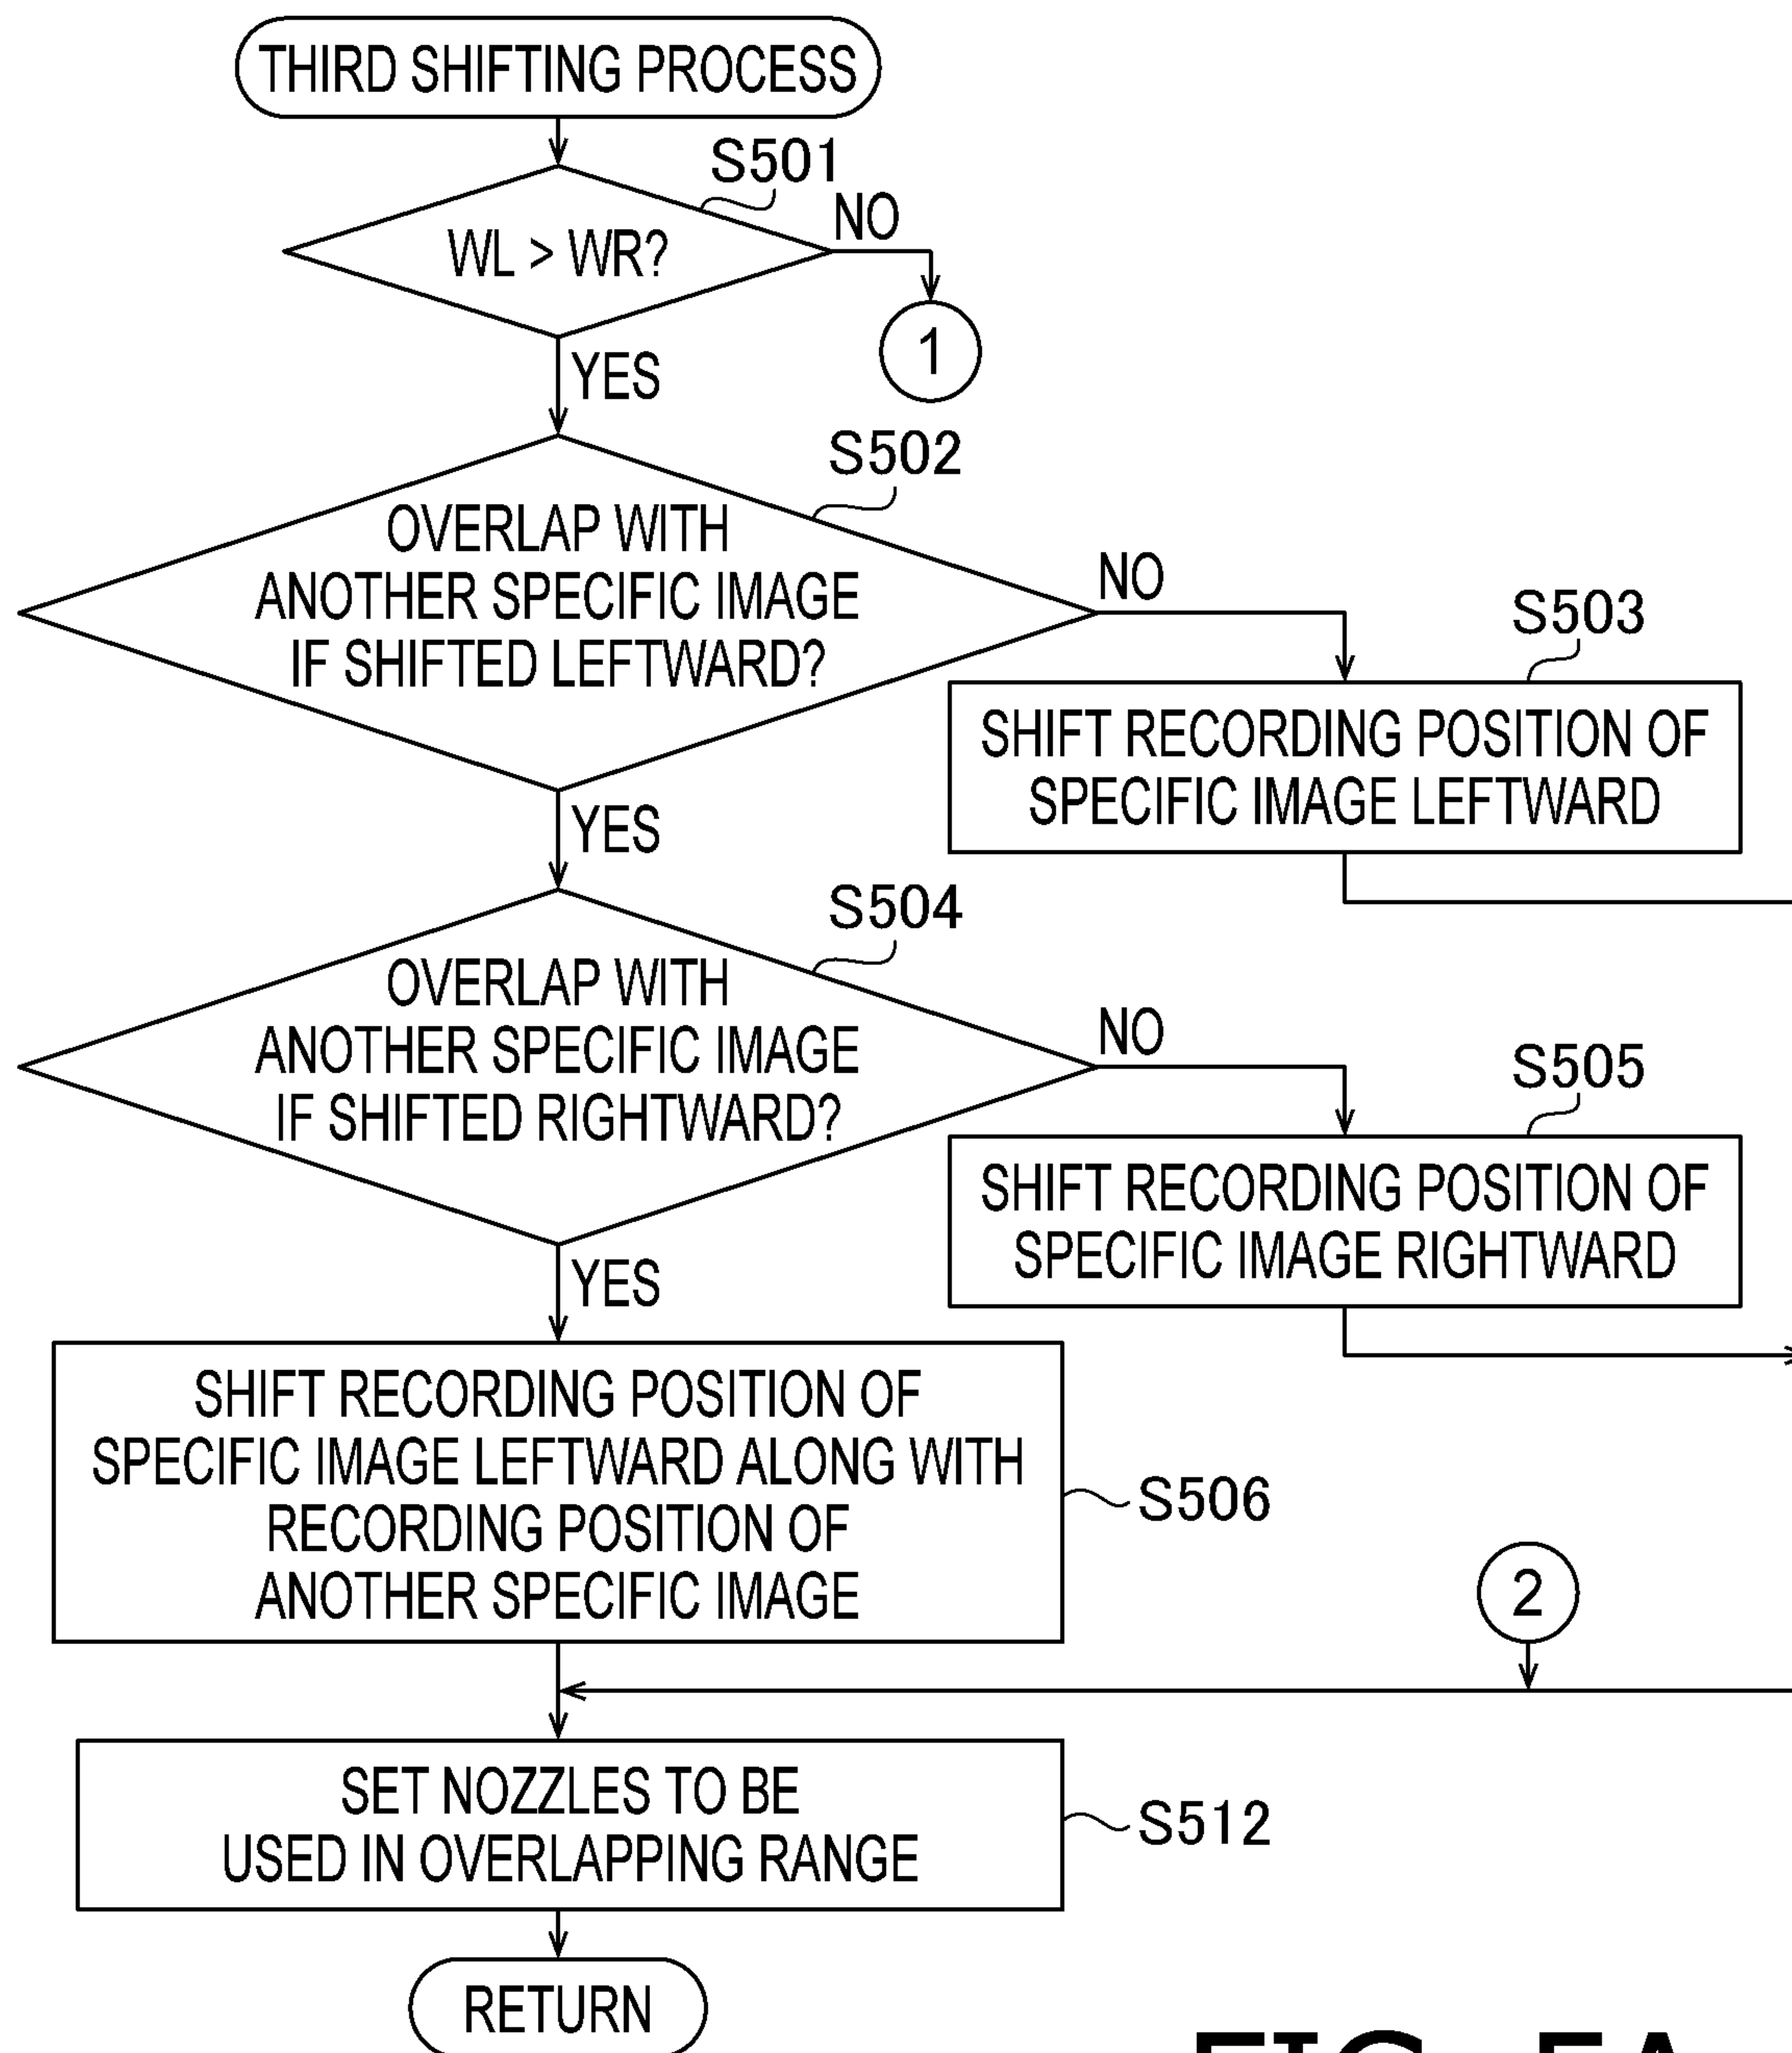 THIRD SHIFTING PROCESS
S501
WL > WR?
NO
1
YES
S502
OVERLAP WITH
ANOTHER SPECIFIC IMAGE
IF SHIFTED LEFTWARD?
NO
S503
SHIFT RECORDING POSITION OF
SPECIFIC IMAGE LEFTWARD
YES
S504
OVERLAP WITH
ANOTHER SPECIFIC IMAGE
IF SHIFTED RIGHTWARD?
NO
S505
SHIFT RECORDING POSITION OF
SPECIFIC IMAGE RIGHTWARD
YES
SHIFT RECORDING POSITION OF
SPECIFIC IMAGE LEFTWARD ALONG WITH
RECORDING POSITION OF
ANOTHER SPECIFIC IMAGE
S506
2
SET NOZZLES TO BE
USED IN OVERLAPPING RANGE
S512
RETURN